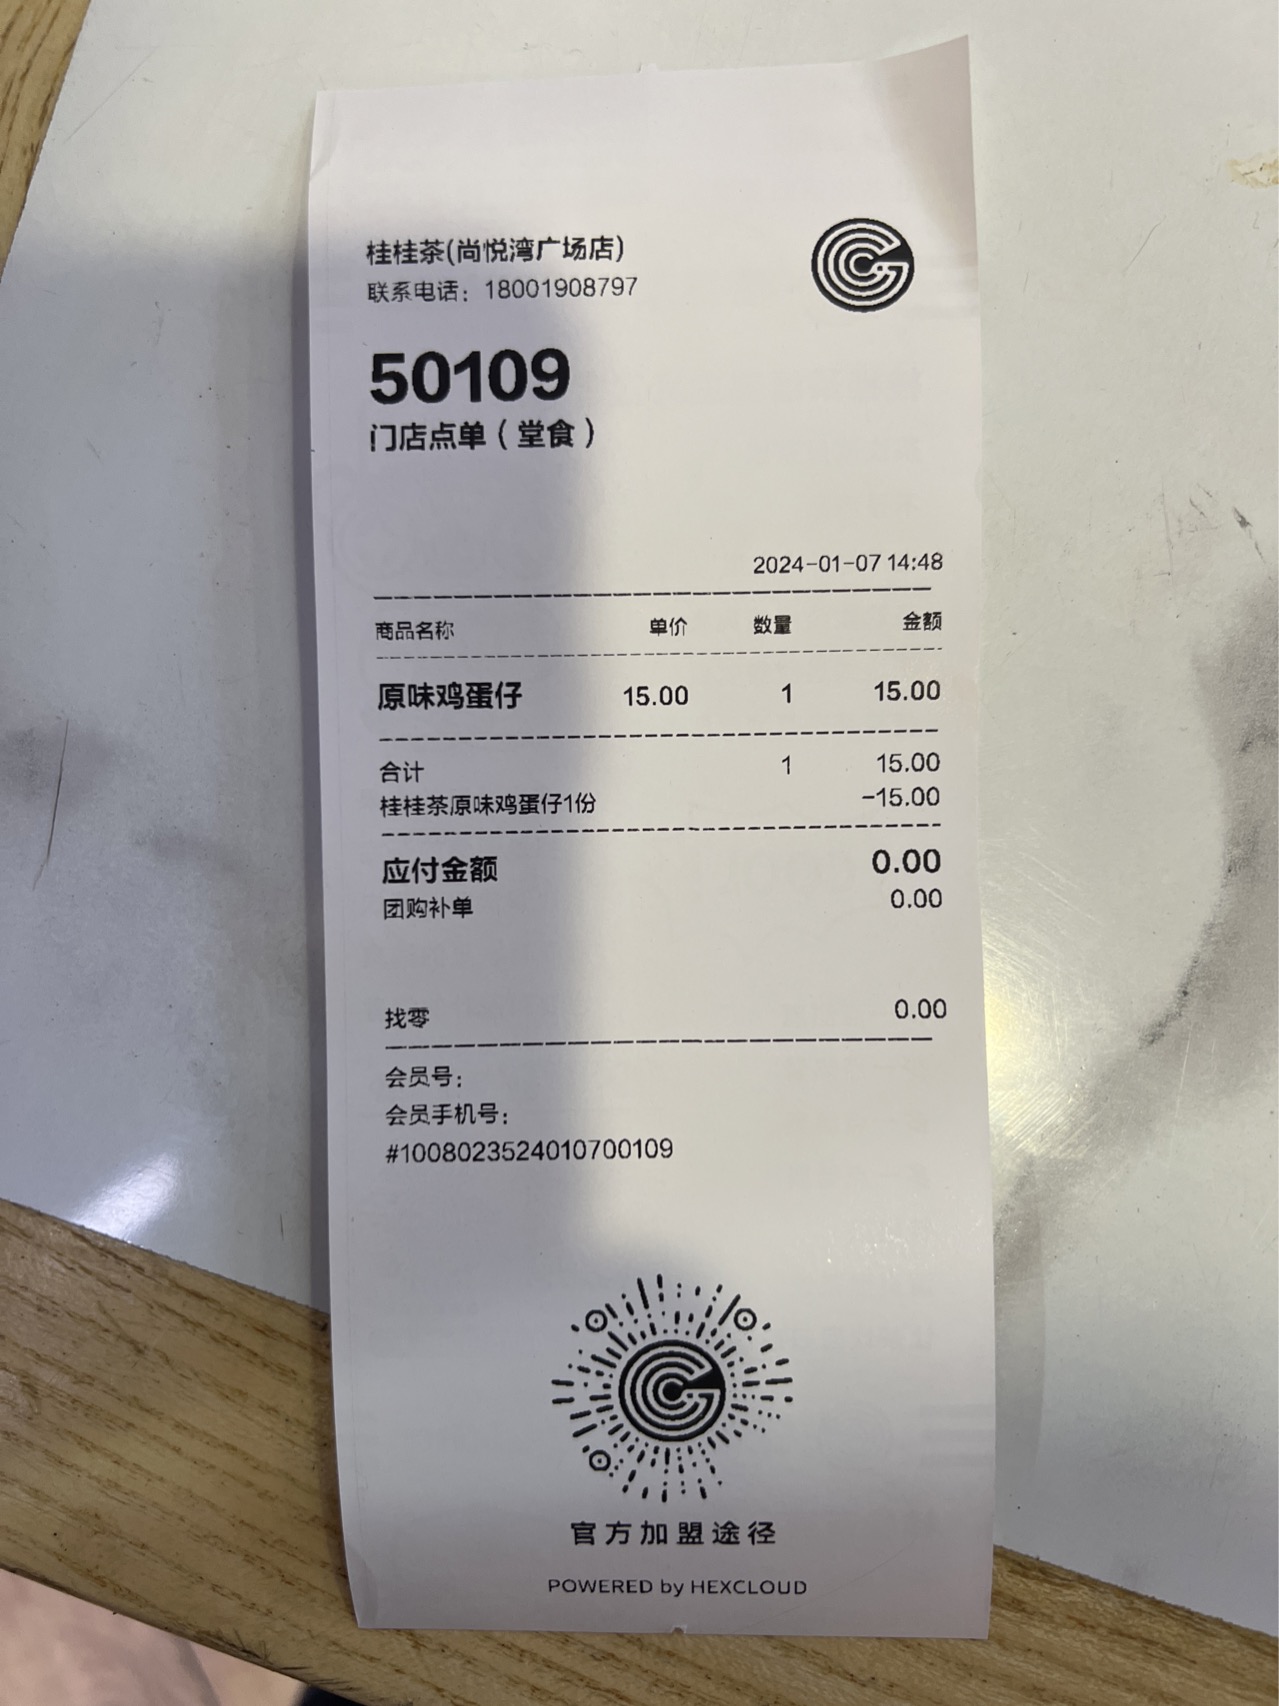 桂桂茶(尚悦湾广场店)
联系电话：18001908797
50109
门店点单（堂食）
2024-01-07 14:48
商品名称 单价 数量 金额
原味鸡蛋仔 15.00 1 15.00
合计 1 15.00
桂桂茶原味鸡蛋仔1份 -15.00
应付金额 0.00
团购补单 0.00
找零 0.00
会员号：
会员手机号：
#1008023524010700109
官方加盟途径
POWERED by HEXCLOUD